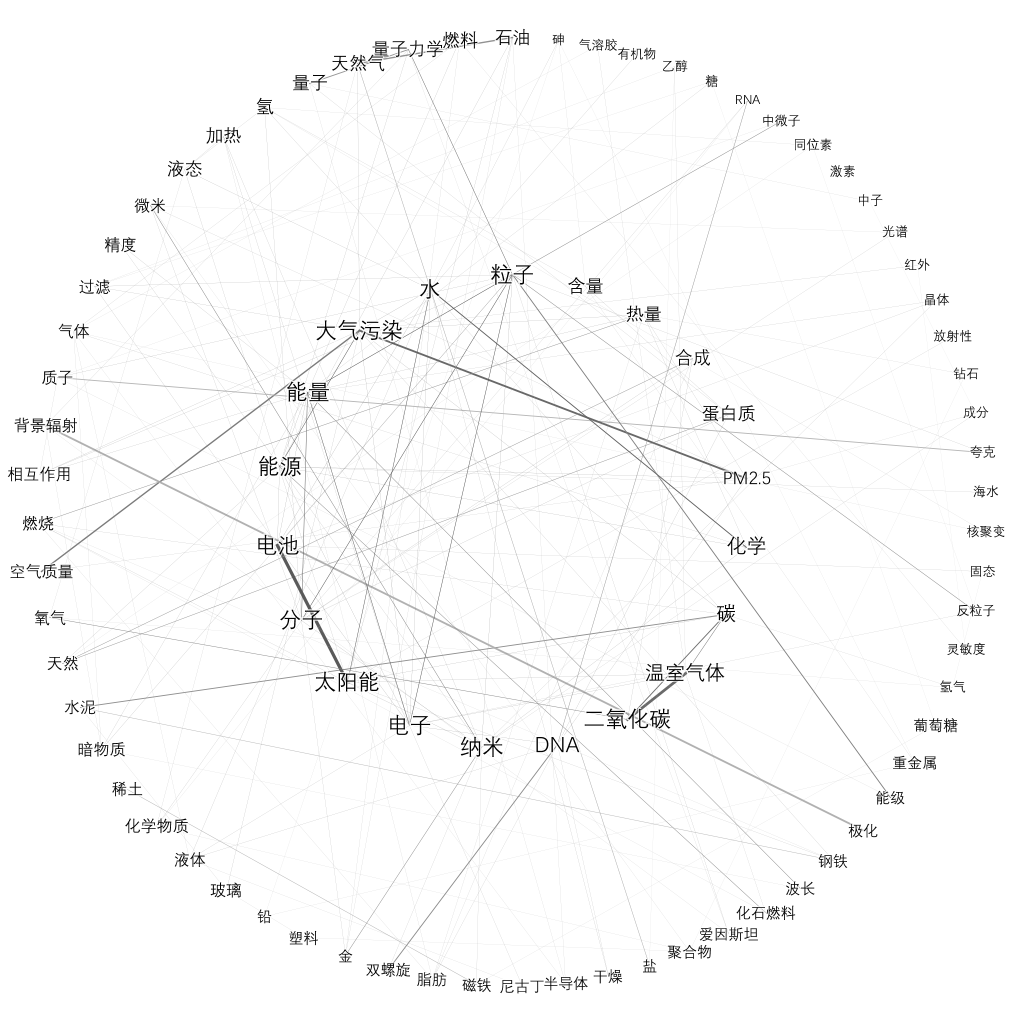 石油
砷
燃料
气溶胶
量子力学
有机物
天然气
乙醇
量子
糖
RNA
氢
中微子
加热
同位素
液态
激素
中子
微米
光谱
精度
红外
粒子
含量
过滤
水
晶体
热量
气体
大气污染
放射性
合成
质子
钻石
能量
成分
蛋白质
背景辐射
夸克
能源
相互作用
PM2.5
海水
燃烧
核聚变
电池
化学
空气质量
固态
碳
反粒子
氧气
分子
灵敏度
天然
温室气体
太阳能
氢气
水泥
二氧化碳
电子
葡萄糖
纳米
DNA
暗物质
重金属
稀土
能级
化学物质
极化
液体
钢铁
玻璃
波长
铅
化石燃料
塑料
爱因斯坦
金
聚合物
双螺旋
盐
脂肪
干燥
磁铁
尼古丁
半导体